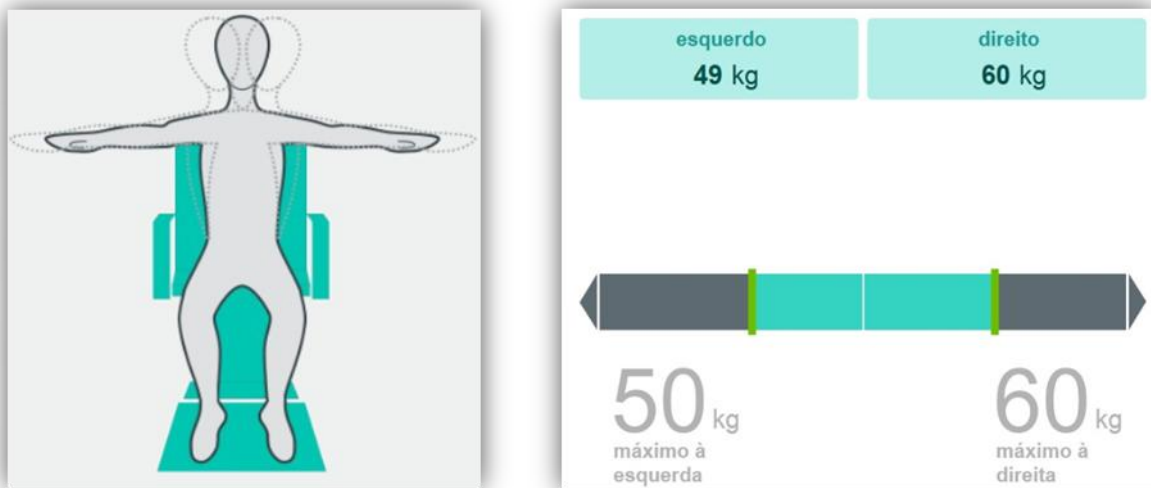 esquerdo
49 kg
direito
60 kg
50 kg
máximo à
esquerda
60 kg
máximo à
direita